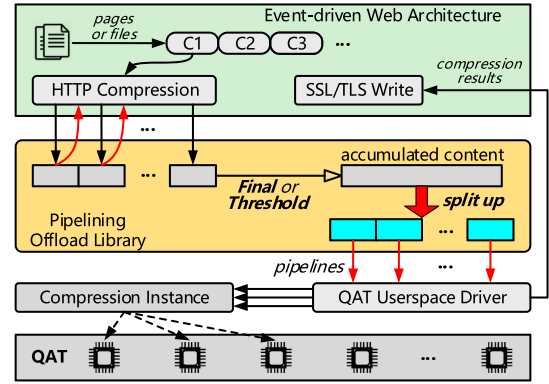 Event-driven Web Architecture
pages
or files
C1
C2
C3
...
compression
results
HTTP Compression
SSL/TLS Write
...
accumulated content
...
Final or
Threshold
split up
Pipelining
Offload Library
...
pipelines
...
Compression Instance
QAT Userspace Driver
QAT
...